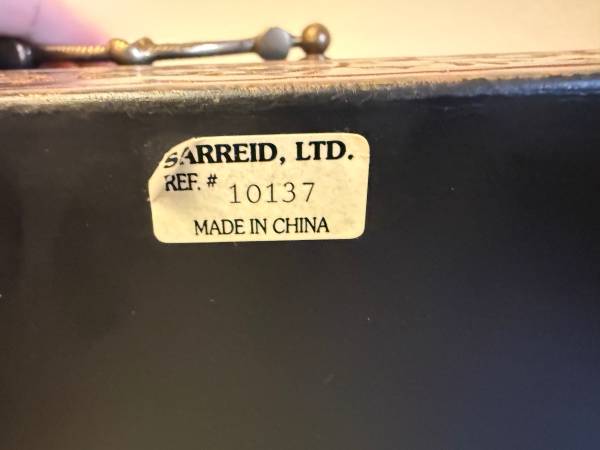 SARREID, LTD.
REF. # 10137
MADE IN CHINA